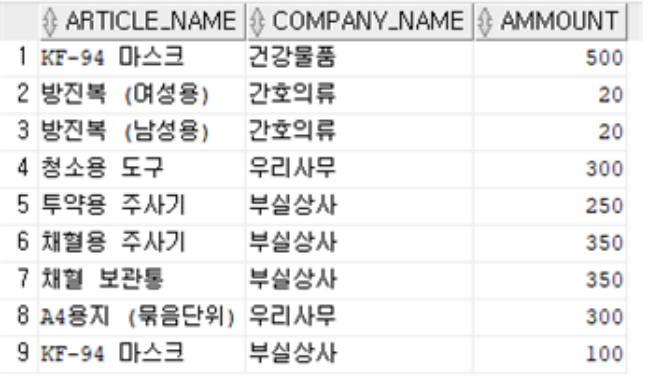 ARTICLE_NAME COMPANY_NAME AMMOUNT
1 KF-94 마스크 건강물품 500
2 방진복 (여성용) 간호의류 20
3 방진복 (남성용) 간호의류 20
4 청소용 도구 우리사무 300
5 투약용 주사기 부실상사 250
6 채혈용 주사기 부실상사 350
7 채혈 보관통 부실상사 350
8 A4용지 (묶음단위) 우리사무 300
9 KF-94 마스크 부실상사 100